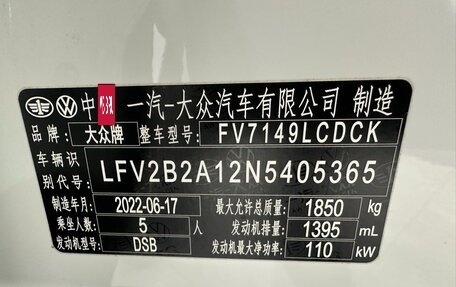 中 一汽-大众汽车有限公司 制造
品牌: 大众牌 整车型号: FV7149LCDCK
车辆识别代号: LFV2B2A12N5405365
制造年月: 2022-06-17 最大允许总质量: 1850 kg
乘坐人数: 5 人 发动机排量: 1395 mL
发动机型号: DSB 发动机最大净功率: 110 kW